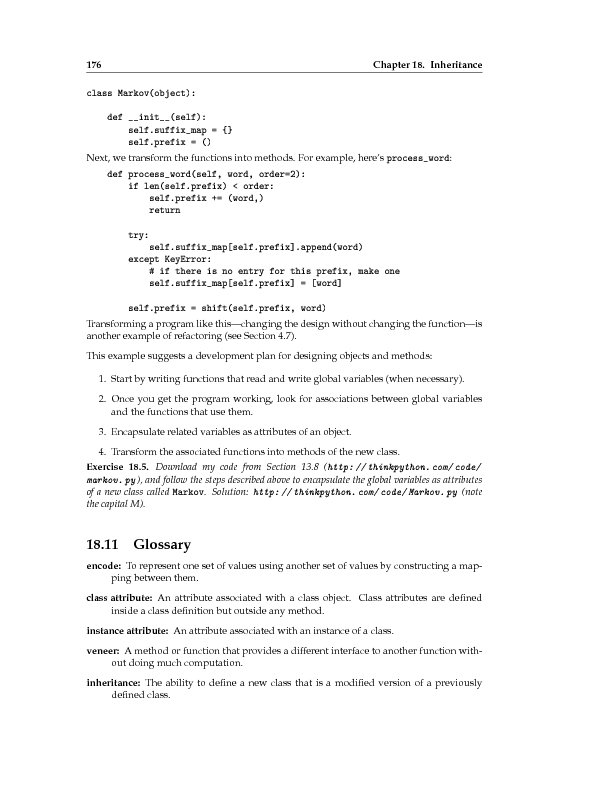 176 Chapter 18. Inheritance
class Markov(object):
def __init__(self):
self.suffix_map = {}
self.prefix = ()
Next, we transform the functions into methods. For example, here's process_word:
def process_word(self, word, order=2):
if len(self.prefix) < order:
self.prefix += (word,)
return
try:
self.suffix_map[self.prefix].append(word)
except KeyError:
# if there is no entry for this prefix, make one
self.suffix_map[self.prefix] = [word]
self.prefix = shift(self.prefix, word)
Transforming a program like this—changing the design without changing the function—is
another example of refactoring (see Section 4.7).
This example suggests a development plan for designing objects and methods:
1. Start by writing functions that read and write global variables (when necessary).
2. Once you get the program working, look for associations between global variables
and the functions that use them.
3. Encapsulate related variables as attributes of an object.
4. Transform the associated functions into methods of the new class.
Exercise 18.5. Download my code from Section 13.8 (http://thinkpython.com/code/
markov.py), and follow the steps described above to encapsulate the global variables as attributes
of a new class called Markov. Solution: http://thinkpython.com/code/Markov.py (note
the capital M).
18.11 Glossary
encode: To represent one set of values using another set of values by constructing a map-
ping between them.
class attribute: An attribute associated with a class object. Class attributes are defined
inside a class definition but outside any method.
instance attribute: An attribute associated with an instance of a class.
veneer: A method or function that provides a different interface to another function with-
out doing much computation.
inheritance: The ability to define a new class that is a modified version of a previously
defined class.